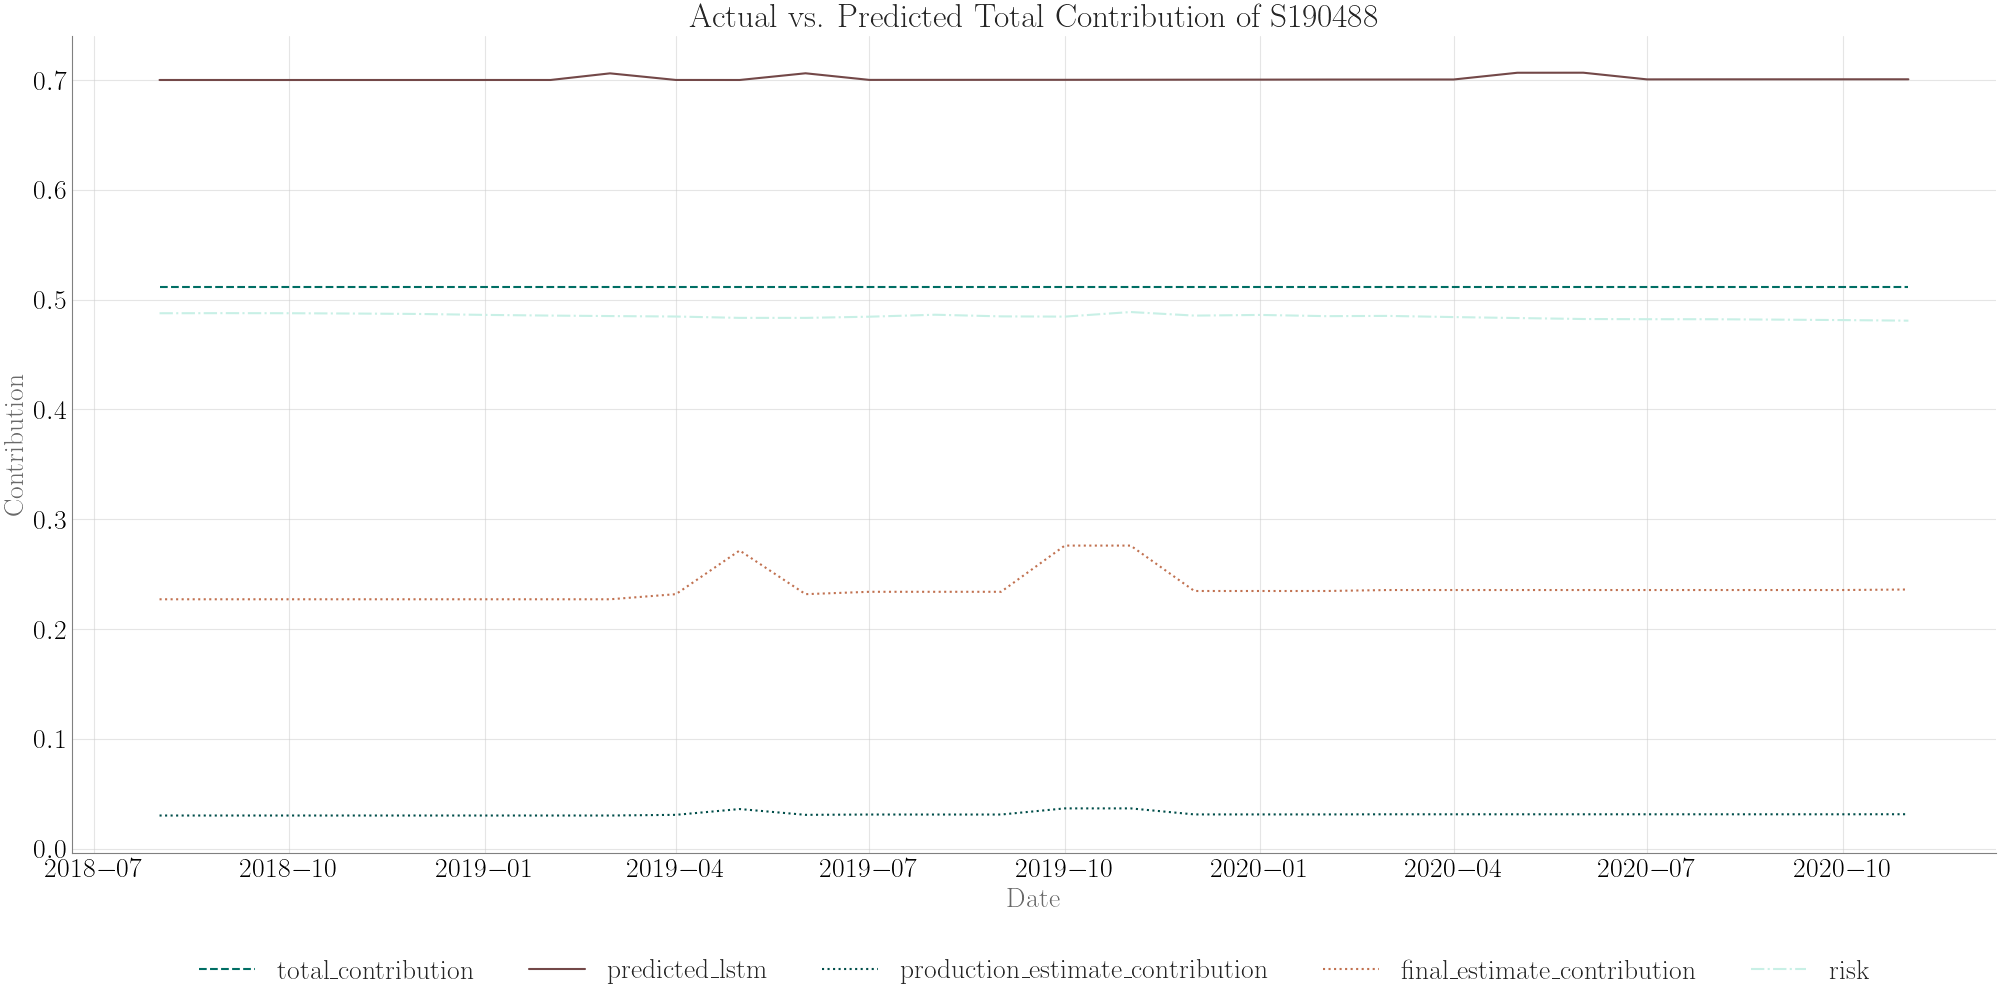 Actual vs. Predicted Total Contribution of S190488
0.7
0.6
0.5
0.4
0.3
0.2
0.1
0.0
Contribution
2018–07 2018–10 2019–01 2019–04 2019–07 2019–10 2020–01 2020–04 2020–07 2020–10
Date
total_contribution predicted_lstm production_estimate_contribution final_estimate_contribution risk